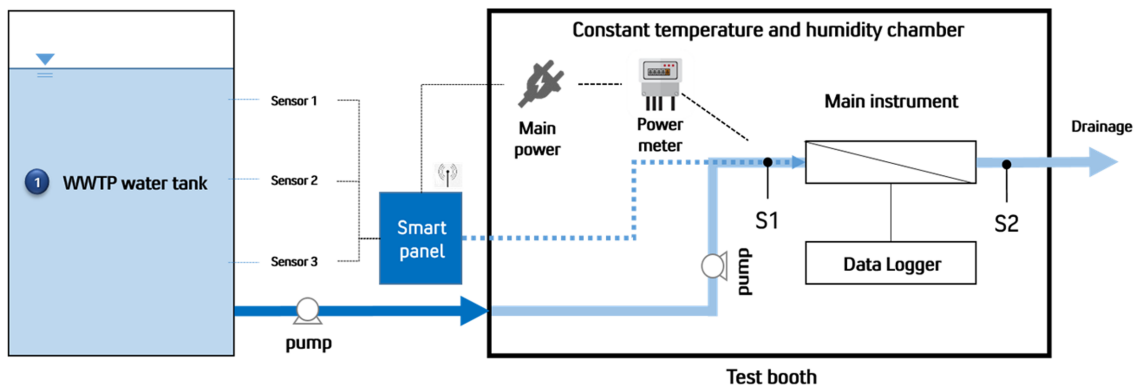 Constant temperature and humidity chamber
Sensor 1
Main
power
Power
meter
Main instrument
Drainage
1
WWTP water tank
Sensor 2
Smart
panel
S1
S2
Sensor 3
pump
Data Logger
pump
Test booth